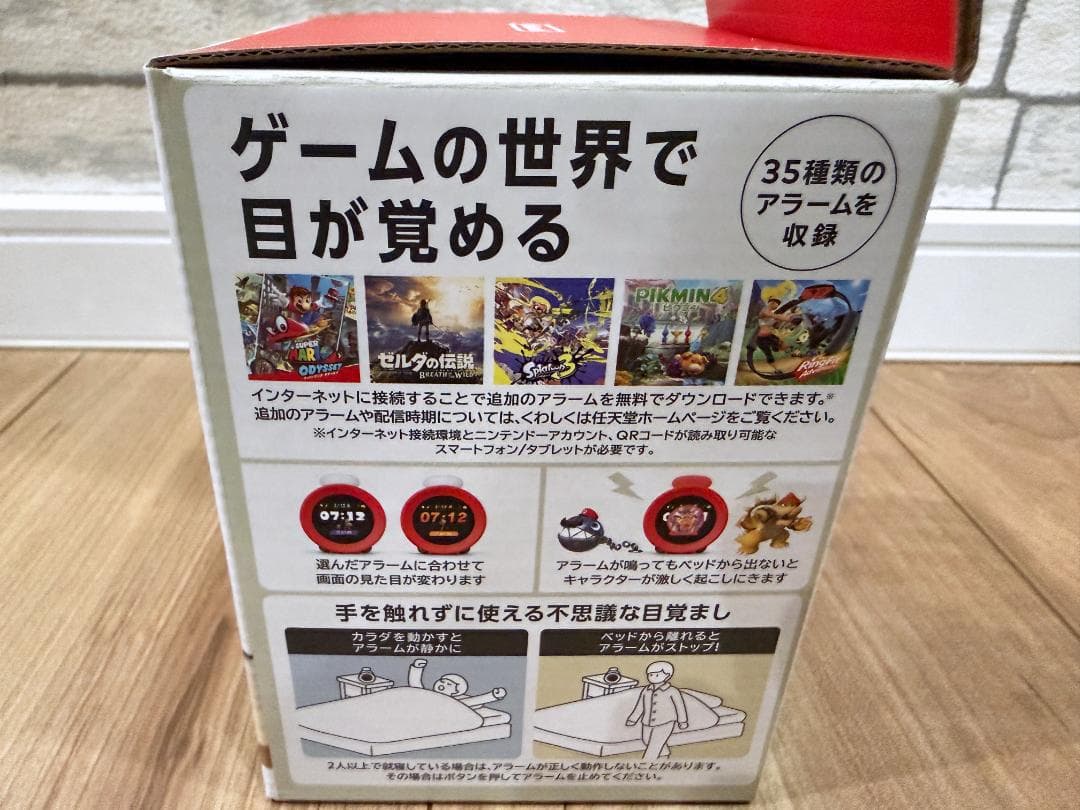 ゲームの世界で
目が覚める
35種類の
アラームを
収録
SUPER
MARIO
ODYSSEY
ゼルダの伝説
BREATH OF THE WILD
Splatoon 3
PIKMIN 4
RingFit
Adventure
インターネットに接続することで追加のアラームを無料でダウンロードできます。※
追加のアラームや配信時期については、くわしくは任天堂ホームページをご覧ください。
※インターネット接続環境とニンテンドーアカウント、QRコードが読み取り可能な
スマートフォン/タブレットが必要です。
07:12
07:12
選んだアラームに合わせて
画面の見た目が変わります
アラームが鳴ってもベッドから出ないと
キャラクターが激しく起こしにきます
手を触れずに使える不思議な目覚まし
カラダを動かすと
アラームが静かに
ベッドから離れると
アラームがストップ!
2人以上で就寝している場合は、アラームが正しく動作しないことがあります。
その場合はボタンを押してアラームを止めてください。